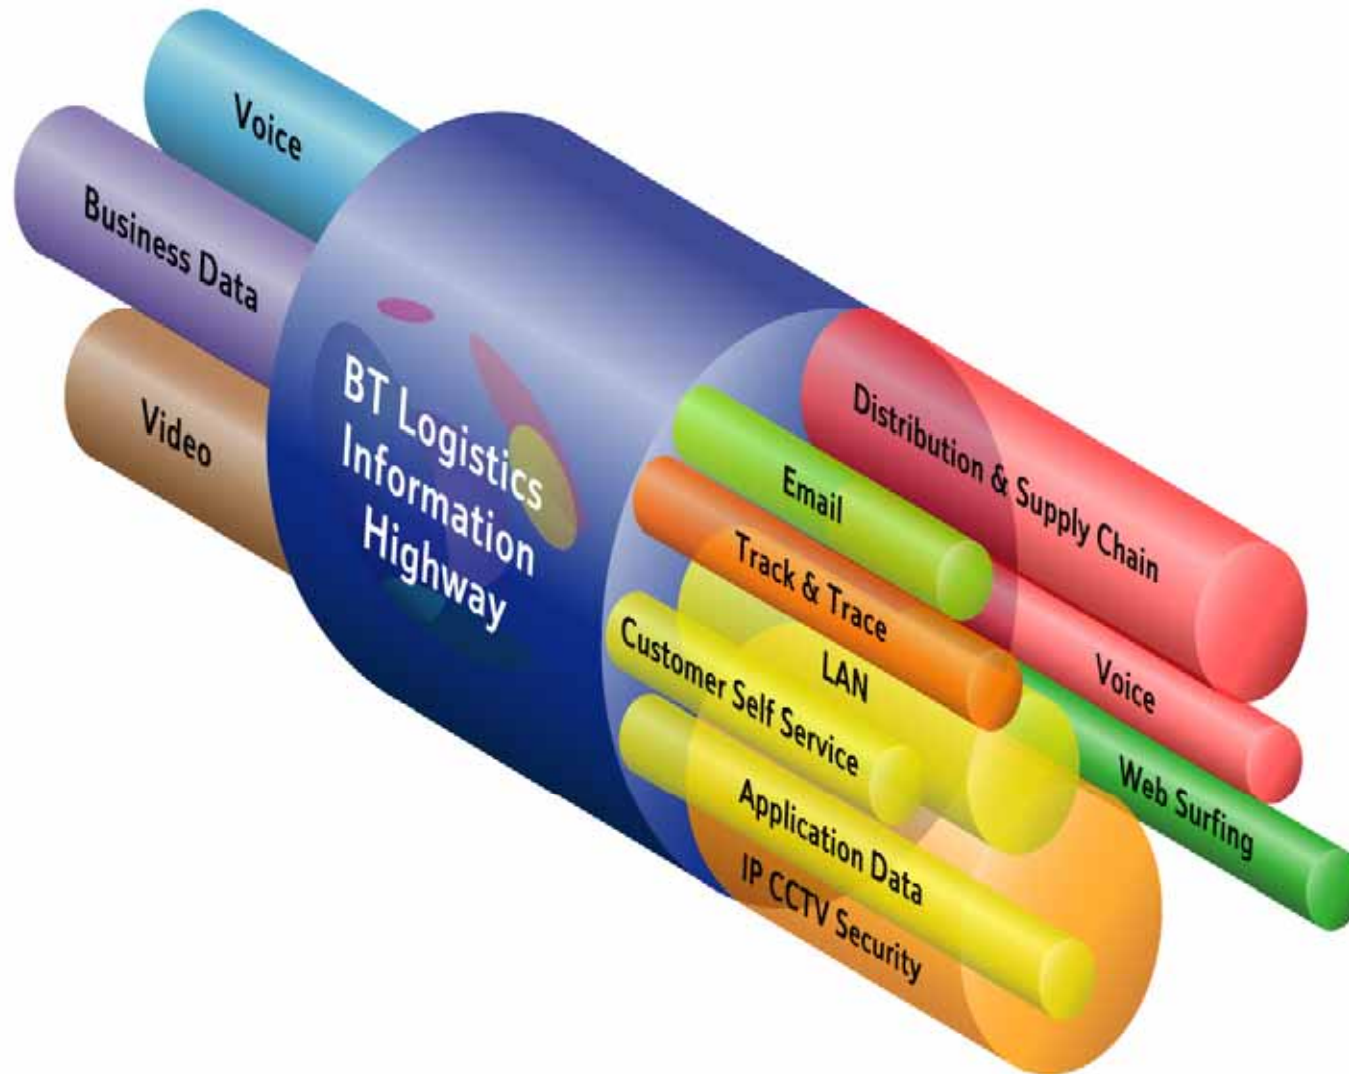 Voice
Business Data
Video
BT Logistics
Information
Highway
Distribution & Supply Chain
Email
Track & Trace
LAN
Voice
Customer Self Service
Web Surfing
Application Data
IP CCTV Security